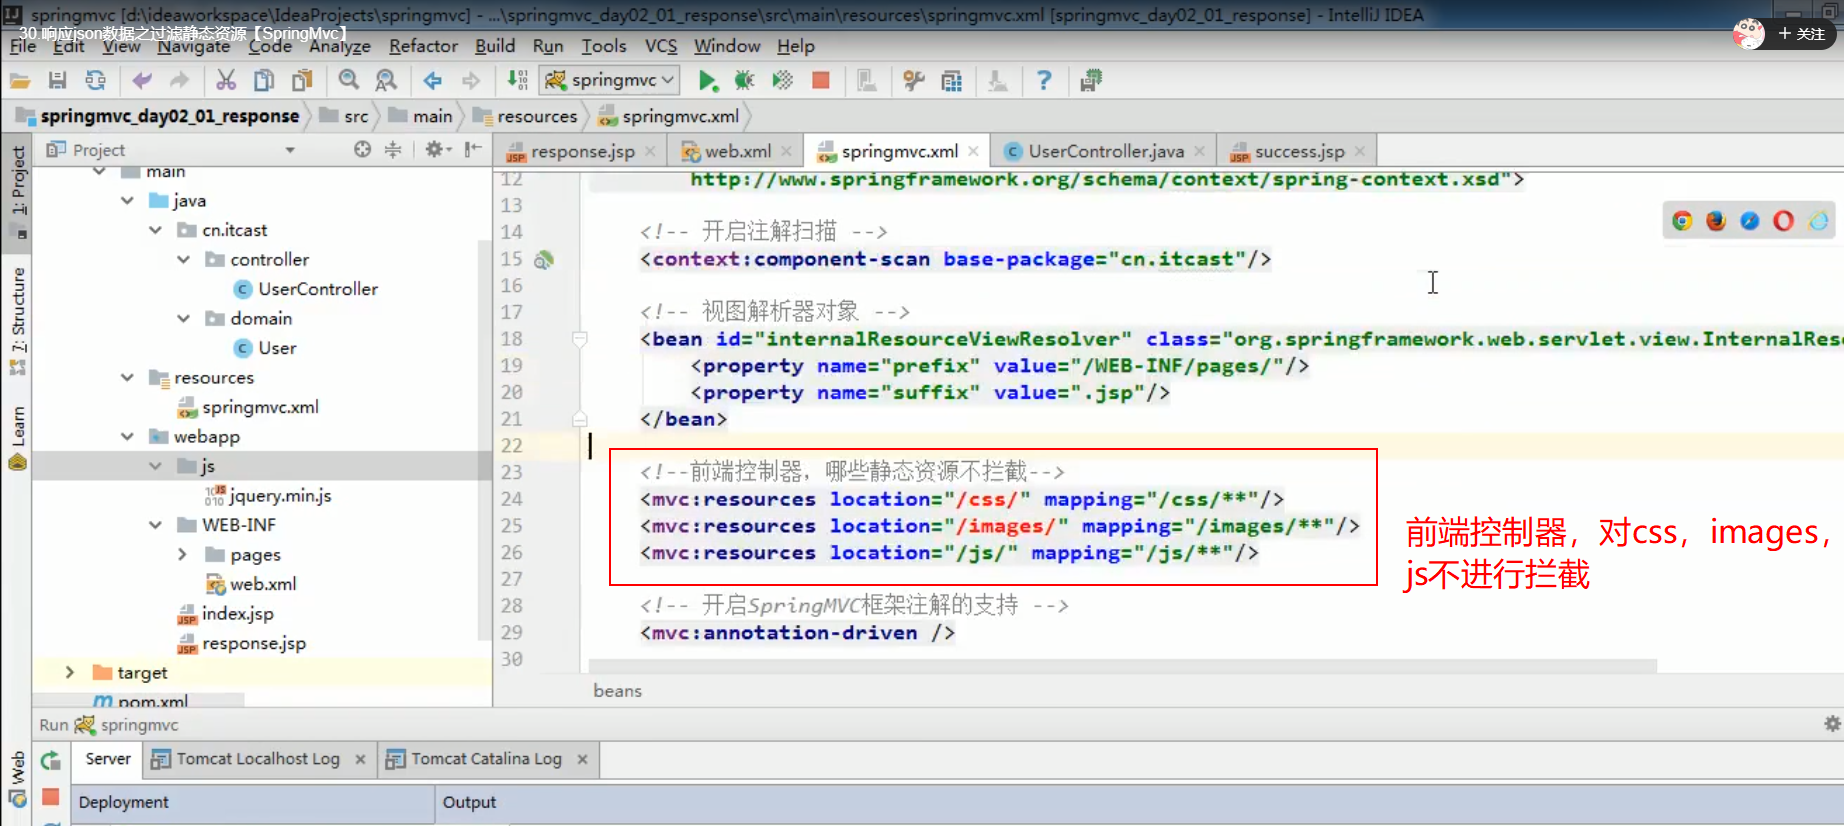 springmvc [d:\ideaworkspace\IdeaProjects\springmvc] - ...\springmvc_day02_01_response\src\main\resources\springmvc.xml [springmvc_day02_01_response] - IntelliJ IDEA
30.响应json数据之过滤静态资源【SpringMvc】
+ 关注
File Edit View Navigate Code Analyze Refactor Build Run Tools VCS Window Help
springmvc
springmvc_day02_01_response src main resources springmvc.xml
Project
response.jsp web.xml springmvc.xml UserController.java success.jsp
1: Project
7: Structure
Learn
Web
main
java
cn.itcast
controller
UserController
domain
User
resources
springmvc.xml
webapp
js
jquery.min.js
WEB-INF
pages
web.xml
index.jsp
response.jsp
target
pom.xml
12 http://www.springframework.org/schema/context/spring-context.xsd">
13
14 <!-- 开启注解扫描 -->
15 <context:component-scan base-package="cn.itcast"/>
16
17 <!-- 视图解析器对象 -->
18 <bean id="internalResourceViewResolver" class="org.springframework.web.servlet.view.InternalReso
19 <property name="prefix" value="/WEB-INF/pages/"/>
20 <property name="suffix" value=".jsp"/>
21 </bean>
22
23 <!--前端控制器，哪些静态资源不拦截-->
24 <mvc:resources location="/css/" mapping="/css/**"/>
25 <mvc:resources location="/images/" mapping="/images/**"/>
26 <mvc:resources location="/js/" mapping="/js/**"/>
27
28 <!-- 开启SpringMVC框架注解的支持 -->
29 <mvc:annotation-driven />
30
前端控制器，对css，images，
js不进行拦截
beans
Run springmvc
Server Tomcat Localhost Log Tomcat Catalina Log
Deployment Output